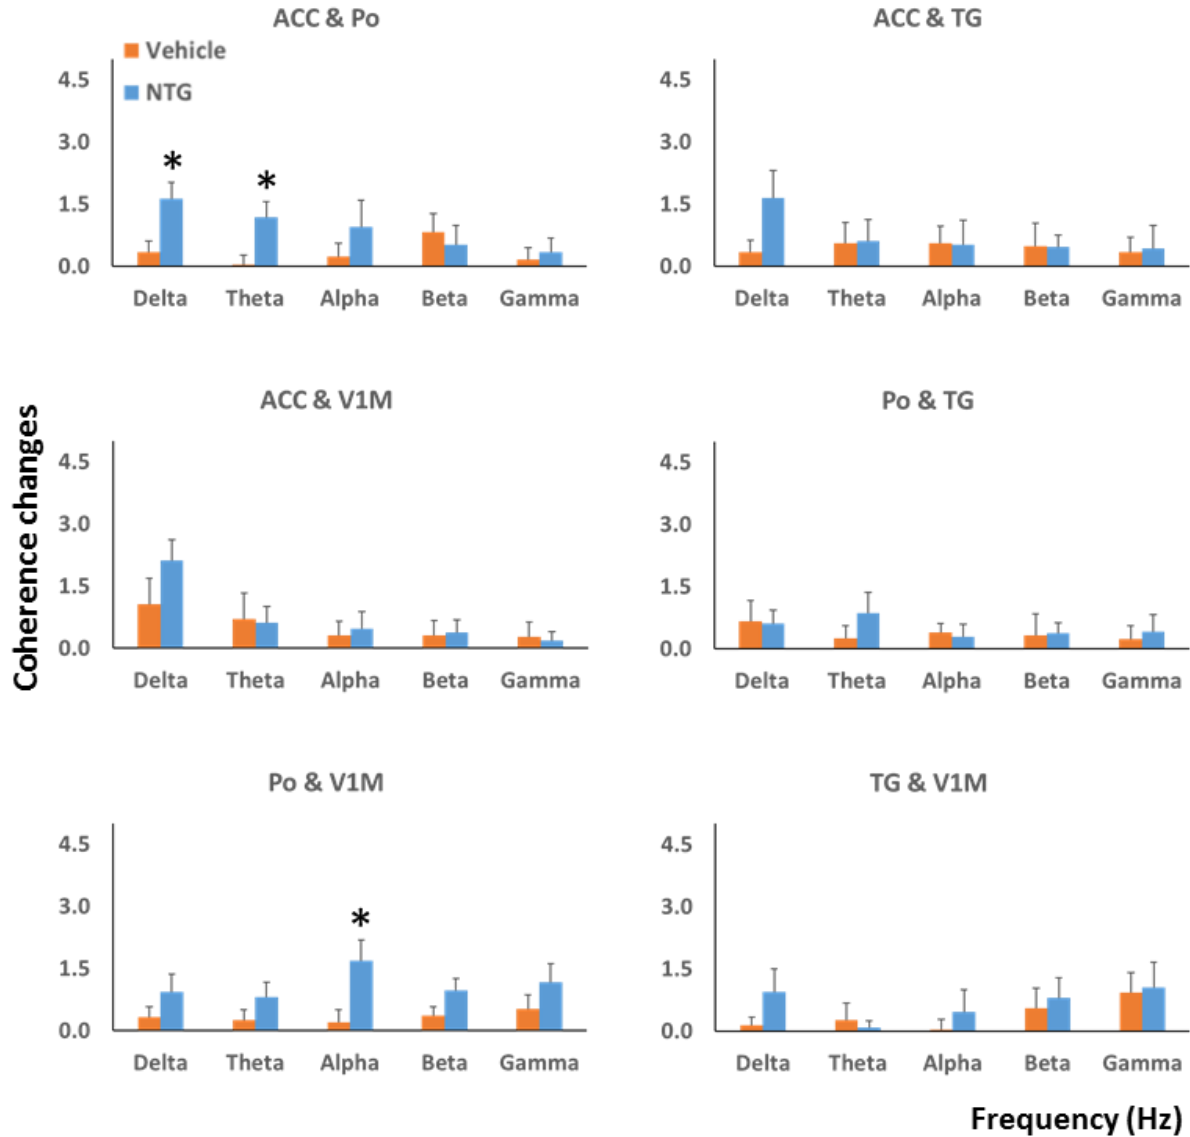 ACC & Po
Vehicle
NTG
4.5
3.0
1.5
0.0
*
*
Delta Theta Alpha Beta Gamma
ACC & TG
4.5
3.0
1.5
0.0
Delta Theta Alpha Beta Gamma
Coherence changes
ACC & V1M
4.5
3.0
1.5
0.0
Delta Theta Alpha Beta Gamma
Po & TG
4.5
3.0
1.5
0.0
Delta Theta Alpha Beta Gamma
Po & V1M
4.5
3.0
1.5
0.0
*
Delta Theta Alpha Beta Gamma
TG & V1M
4.5
3.0
1.5
0.0
Delta Theta Alpha Beta Gamma
Frequency (Hz)